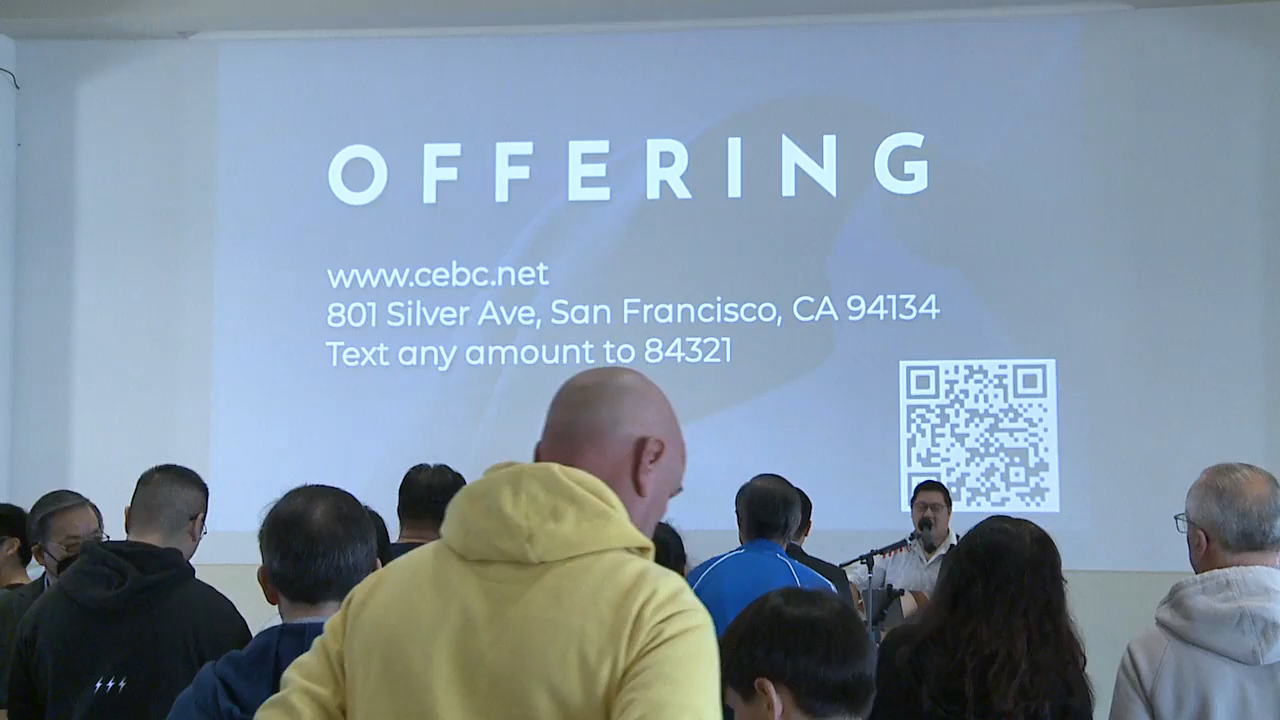 OFFERING
www.cebc.net
801 Silver Ave, San Francisco, CA 94134
Text any amount to 84321